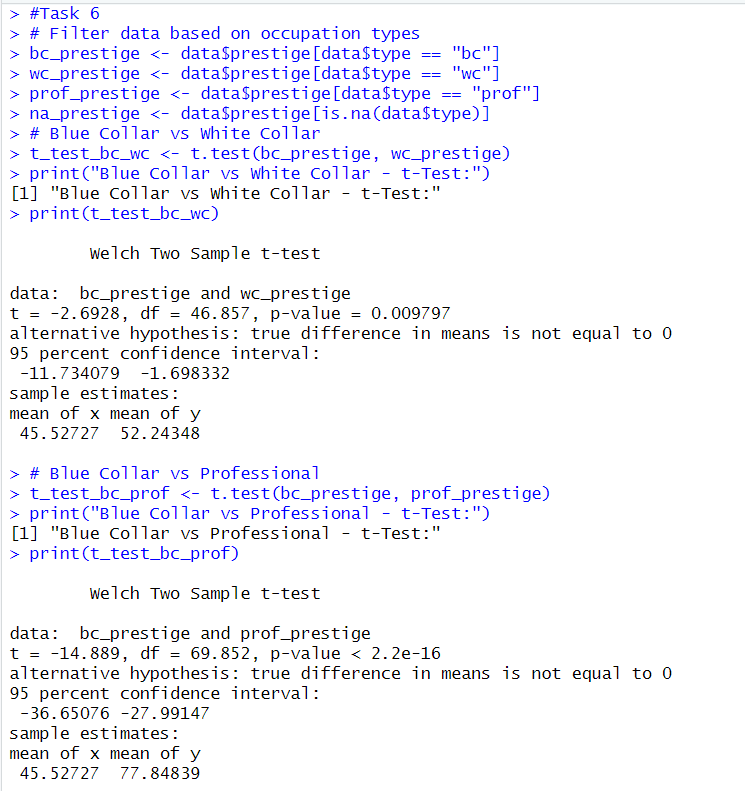 > #Task 6
> # Filter data based on occupation types
> bc_prestige <- data$prestige[data$type == "bc"]
> wc_prestige <- data$prestige[data$type == "wc"]
> prof_prestige <- data$prestige[data$type == "prof"]
> na_prestige <- data$prestige[is.na(data$type)]
> # Blue Collar vs White Collar
> t_test_bc_wc <- t.test(bc_prestige, wc_prestige)
> print("Blue Collar vs White Collar - t-Test:")
[1] "Blue Collar vs White Collar - t-Test:"
> print(t_test_bc_wc)
Welch Two Sample t-test
data:  bc_prestige and wc_prestige
t = -2.6928, df = 46.857, p-value = 0.009797
alternative hypothesis: true difference in means is not equal to 0
95 percent confidence interval:
-11.734079  -1.698332
sample estimates:
mean of x mean of y
45.52727  52.24348
> # Blue Collar vs Professional
> t_test_bc_prof <- t.test(bc_prestige, prof_prestige)
> print("Blue Collar vs Professional - t-Test:")
[1] "Blue Collar vs Professional - t-Test:"
> print(t_test_bc_prof)
Welch Two Sample t-test
data:  bc_prestige and prof_prestige
t = -14.889, df = 69.852, p-value < 2.2e-16
alternative hypothesis: true difference in means is not equal to 0
95 percent confidence interval:
-36.65076 -27.99147
sample estimates:
mean of x mean of y
45.52727  77.84839